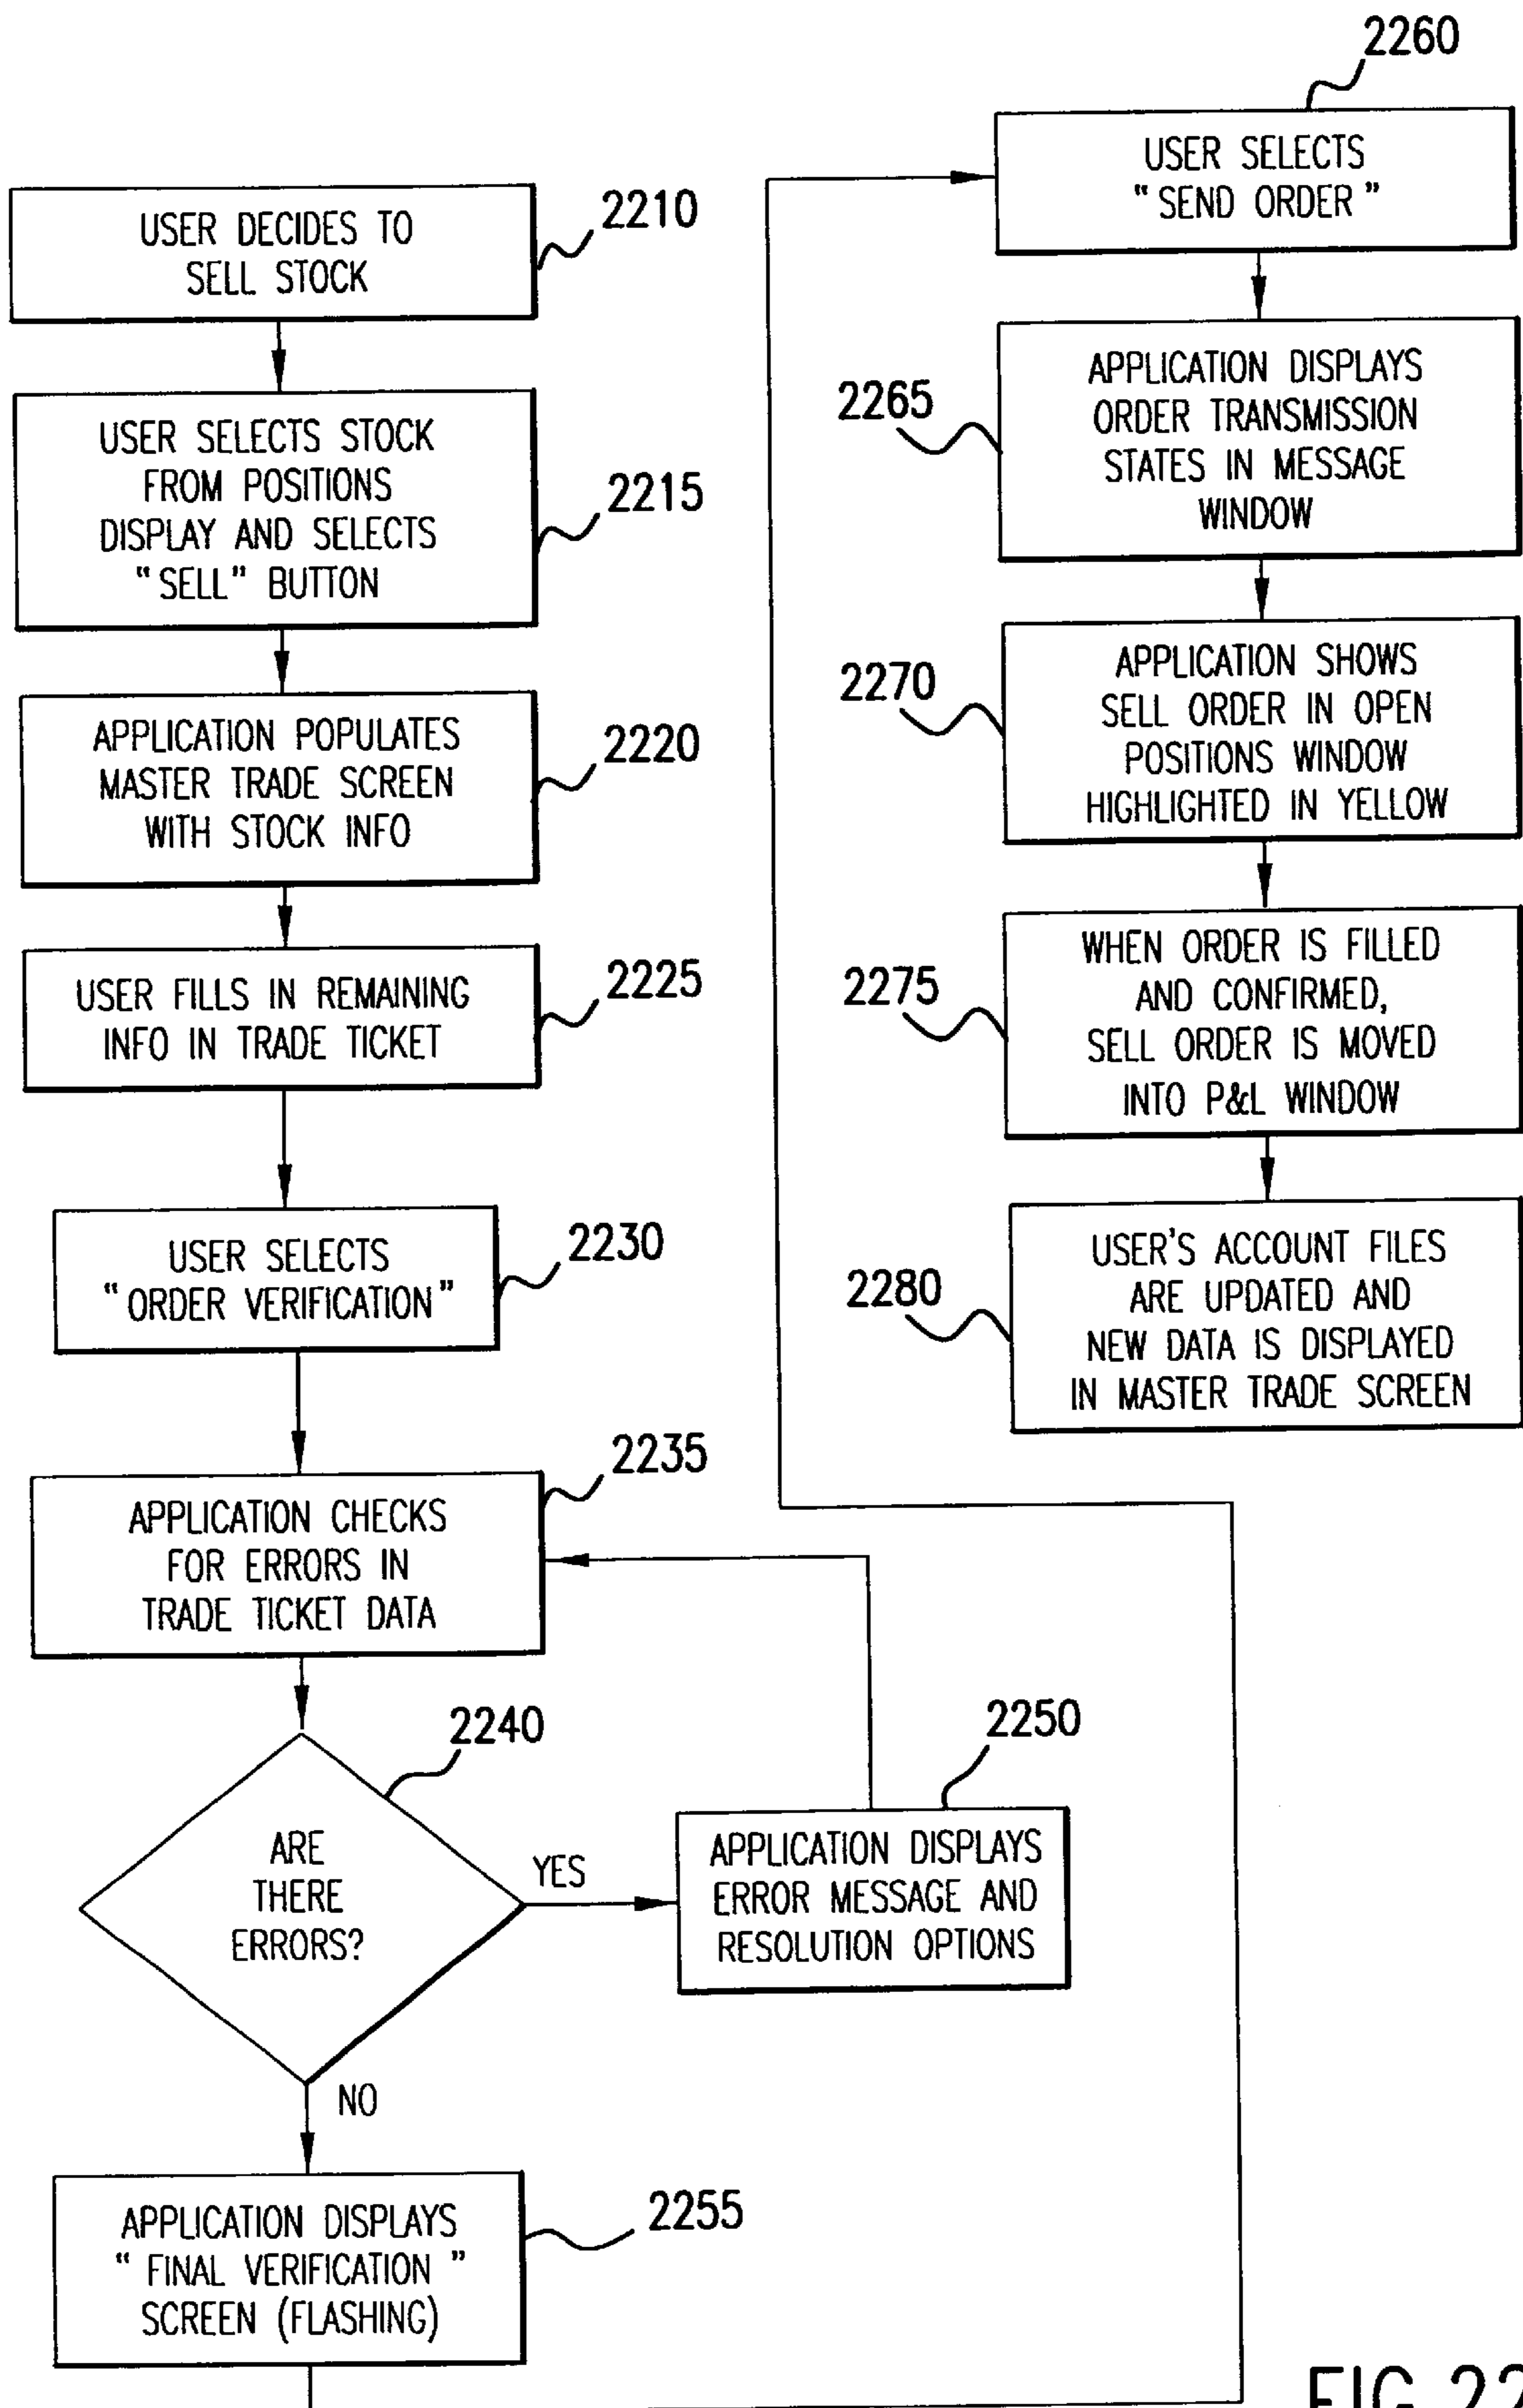 2210
USER DECIDES TO
SELL STOCK
2215
USER SELECTS STOCK
FROM POSITIONS
DISPLAY AND SELECTS
"SELL" BUTTON
2220
APPLICATION POPULATES
MASTER TRADE SCREEN
WITH STOCK INFO
2225
USER FILLS IN REMAINING
INFO IN TRADE TICKET
2230
USER SELECTS
"ORDER VERIFICATION"
2235
APPLICATION CHECKS
FOR ERRORS IN
TRADE TICKET DATA
2240
ARE
THERE
ERRORS?
YES
2250
APPLICATION DISPLAYS
ERROR MESSAGE AND
RESOLUTION OPTIONS
NO
2255
APPLICATION DISPLAYS
" FINAL VERIFICATION "
SCREEN (FLASHING)
2260
USER SELECTS
" SEND ORDER "
2265
APPLICATION DISPLAYS
ORDER TRANSMISSION
STATES IN MESSAGE
WINDOW
2270
APPLICATION SHOWS
SELL ORDER IN OPEN
POSITIONS WINDOW
HIGHLIGHTED IN YELLOW
2275
WHEN ORDER IS FILLED
AND CONFIRMED,
SELL ORDER IS MOVED
INTO P&L WINDOW
2280
USER'S ACCOUNT FILES
ARE UPDATED AND
NEW DATA IS DISPLAYED
IN MASTER TRADE SCREEN
FIG.22